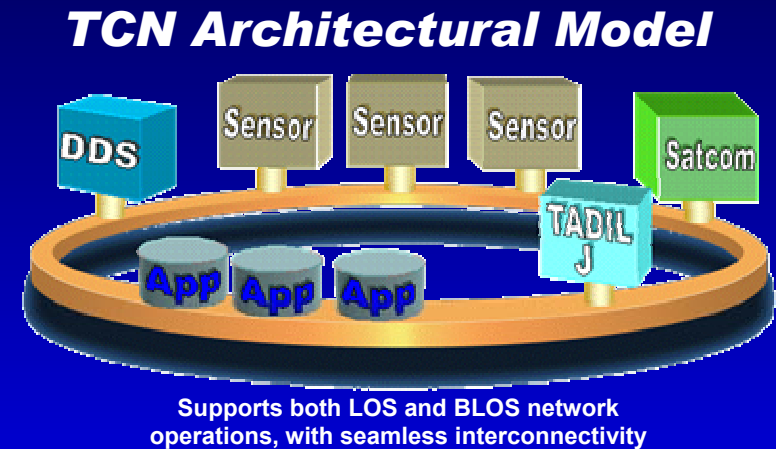 TCN Architectural Model
DDS
Sensor
Sensor
Sensor
Satcom
TADIL
J
App
App
App
Supports both LOS and BLOS network
operations, with seamless interconnectivity